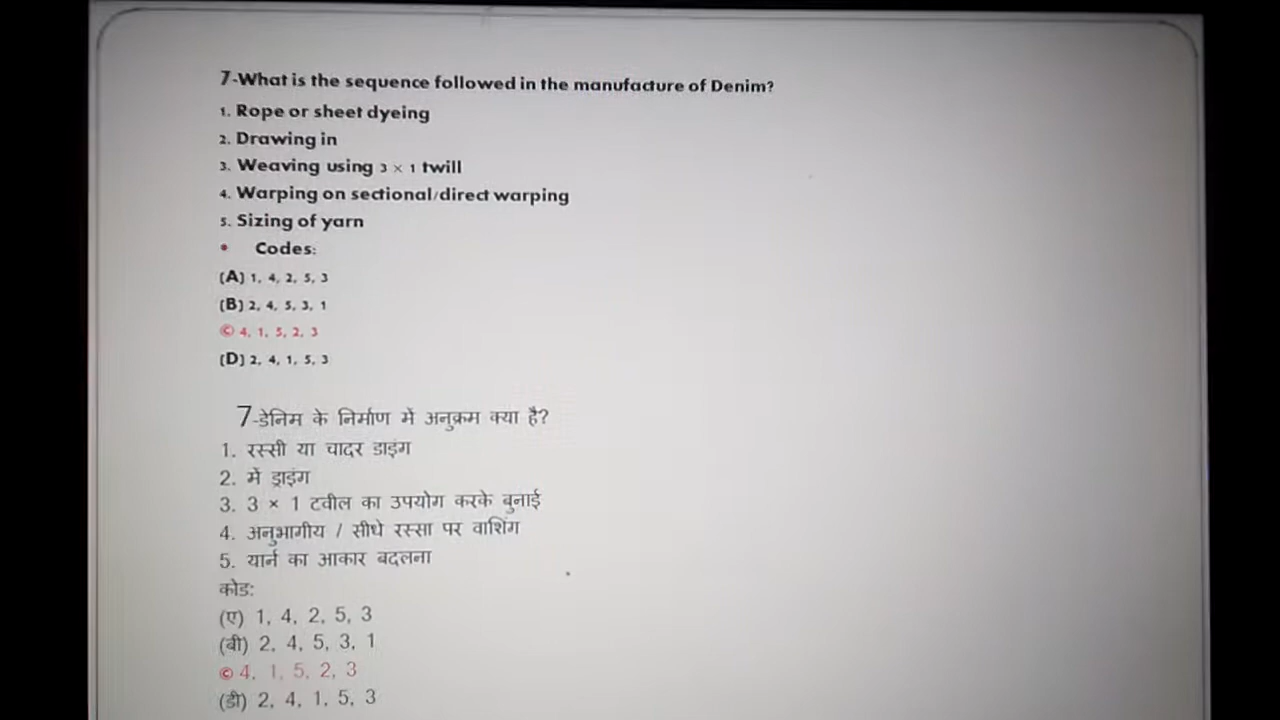 7-What is the sequence followed in the manufacture of Denim?
1. Rope or sheet dyeing
2. Drawing in
3. Weaving using 3 × 1 twill
4. Warping on sectional/direct warping
5. Sizing of yarn
• Codes:
(A) 1, 4, 2, 5, 3
(B) 2, 4, 5, 3, 1
© 4, 1, 5, 2, 3
(D) 2, 4, 1, 5, 3
7-डेनिम के निर्माण में अनुक्रम क्या है?
1. रस्सी या चादर डाइंग
2. में ड्राइंग
3. 3 × 1 टवील का उपयोग करके बुनाई
4. अनुभागीय / सीधे रस्सा पर वाशिंग
5. यार्न का आकार बदलना
कोड:
(ए) 1, 4, 2, 5, 3
(बी) 2, 4, 5, 3, 1
© 4, 1, 5, 2, 3
(डी) 2, 4, 1, 5, 3